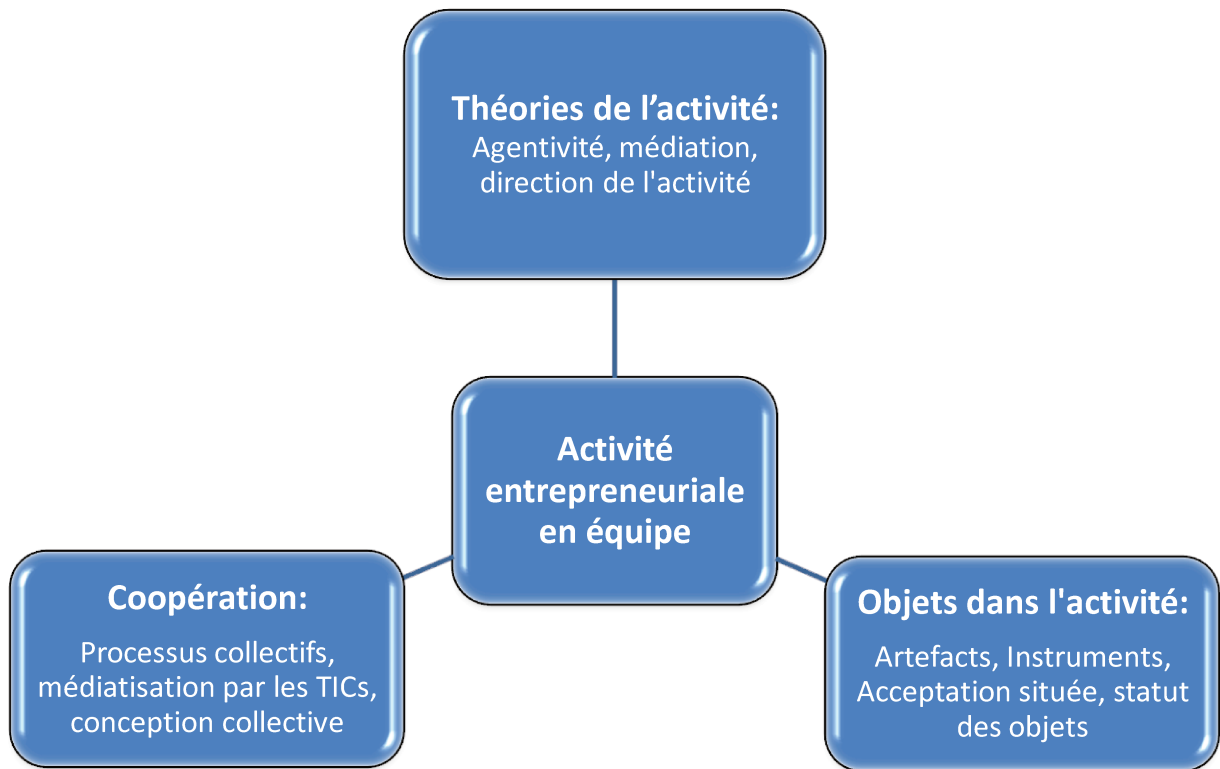 Théories de l’activité:
Agentivité, médiation,
direction de l'activité
Activité
entrepreneuriale
en équipe
Coopération:
Processus collectifs,
médiatisation par les TICs,
conception collective
Objets dans l'activité:
Artefacts, Instruments,
Acceptation située, statut
des objets